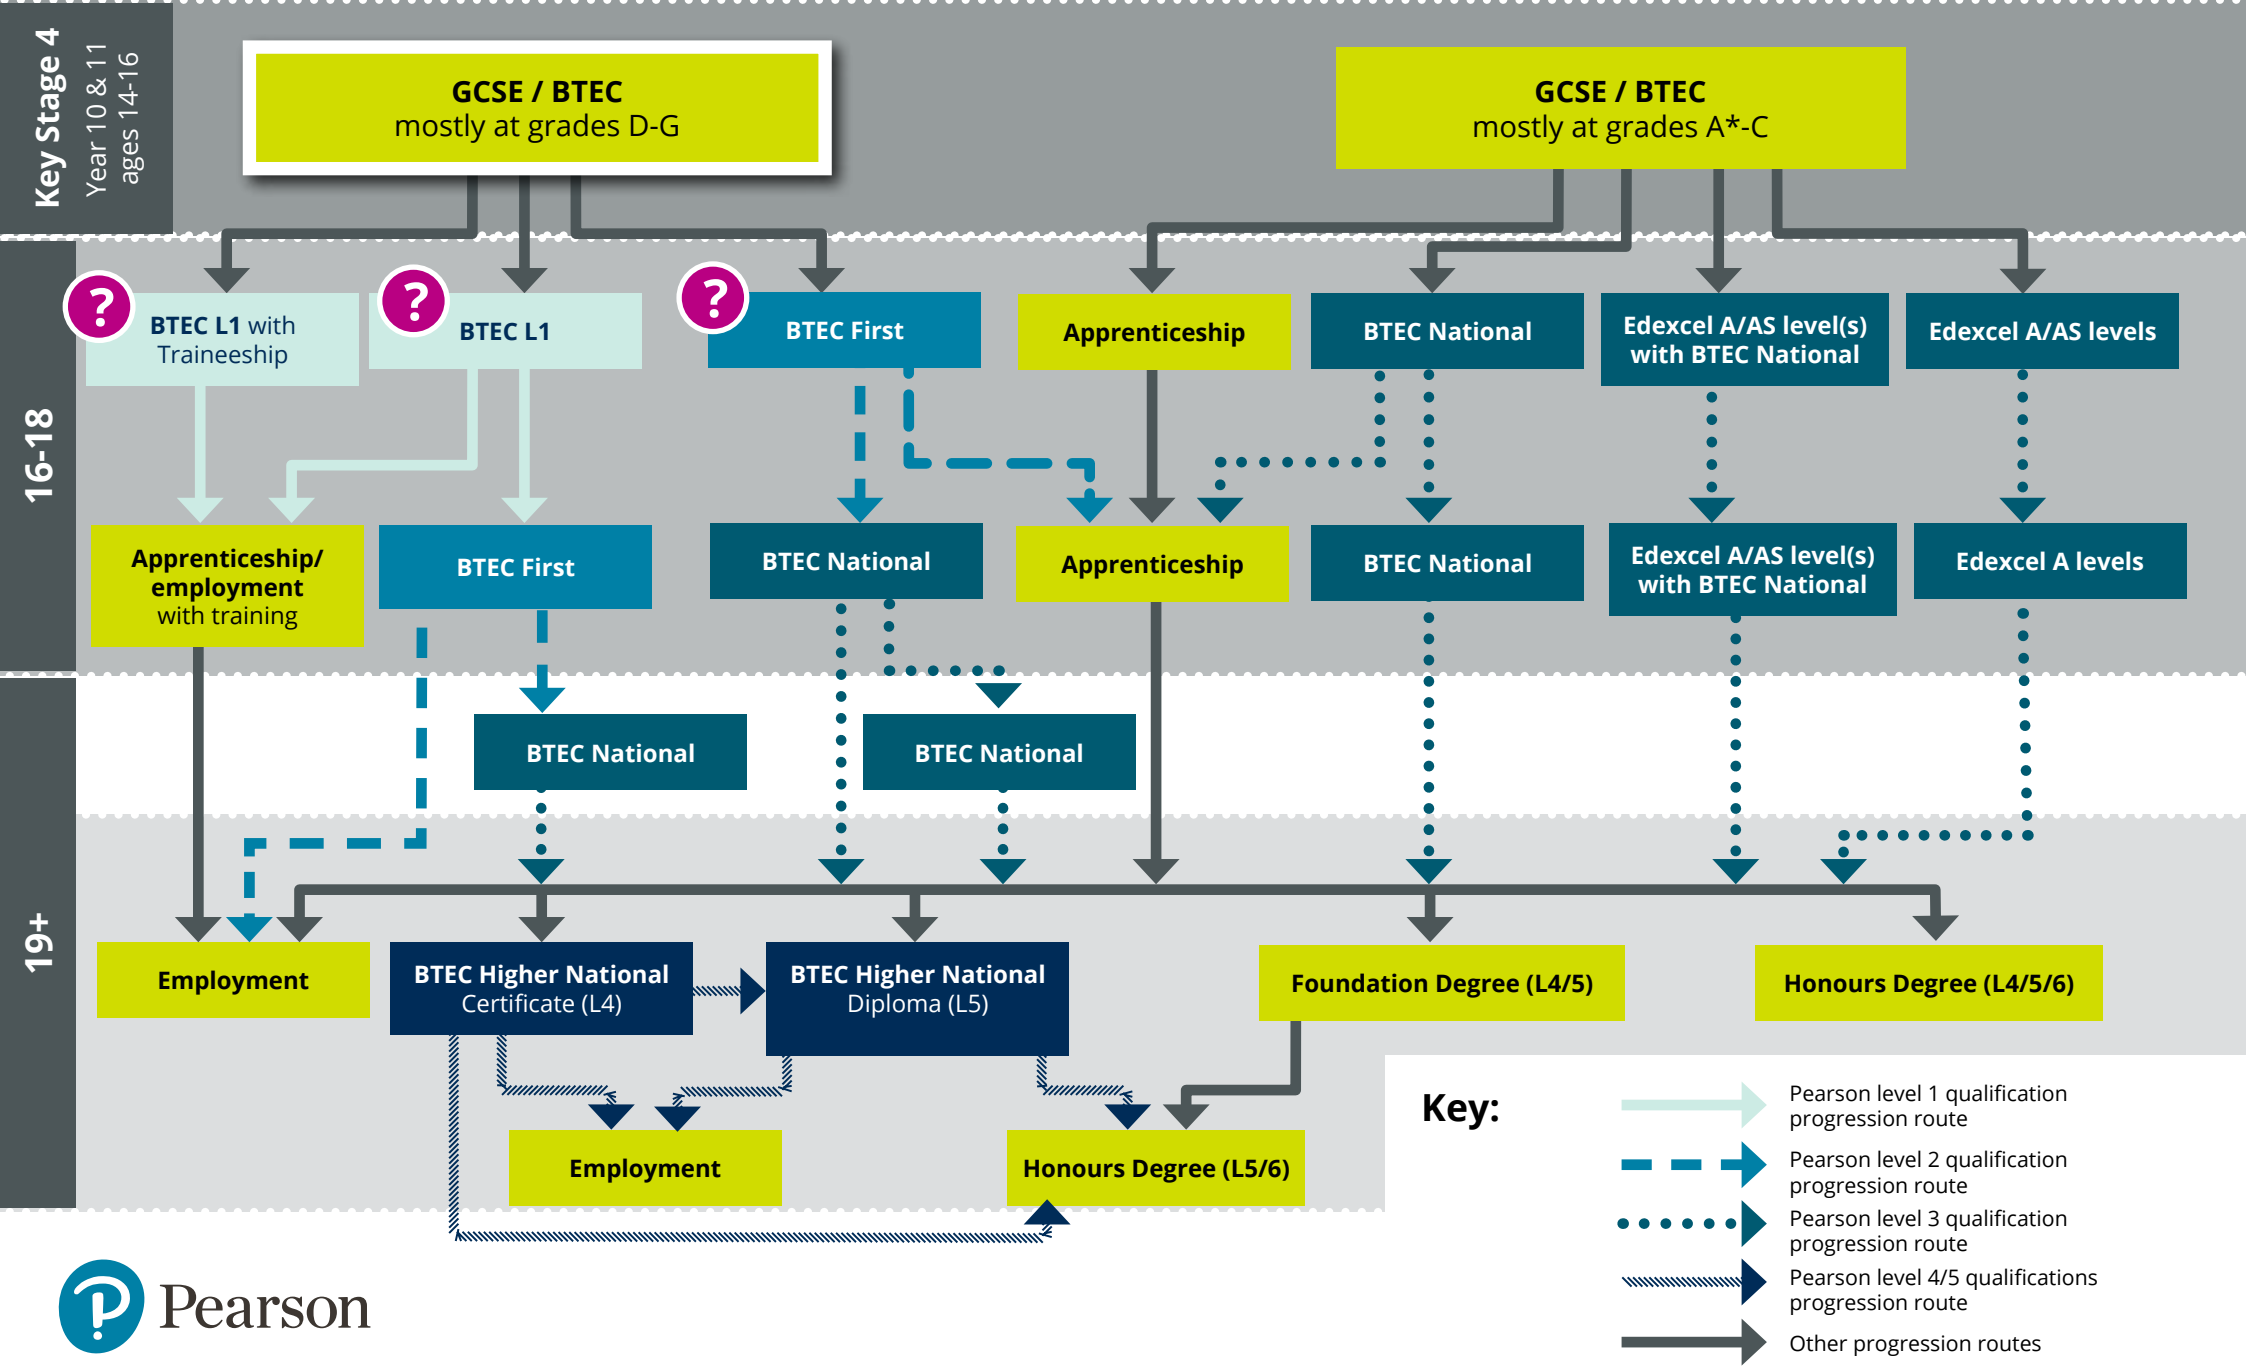 Key Stage 4
Year 10 & 11
ages 14-16
GCSE / BTEC
mostly at grades D-G
GCSE / BTEC
mostly at grades A*-C
16-18
?
BTEC L1 with
Traineeship
?
BTEC L1
?
BTEC First
Apprenticeship
BTEC National
Edexcel A/AS level(s)
with BTEC National
Edexcel A/AS levels
Apprenticeship/
employment
with training
BTEC First
BTEC National
Apprenticeship
BTEC National
Edexcel A/AS level(s)
with BTEC National
Edexcel A levels
19+
BTEC National
BTEC National
Employment
BTEC Higher National
Certificate (L4)
BTEC Higher National
Diploma (L5)
Foundation Degree (L4/5)
Honours Degree (L4/5/6)
Employment
Honours Degree (L5/6)
Key:
Pearson level 1 qualification
progression route
Pearson level 2 qualification
progression route
Pearson level 3 qualification
progression route
Pearson level 4/5 qualifications
progression route
Other progression routes
Pearson